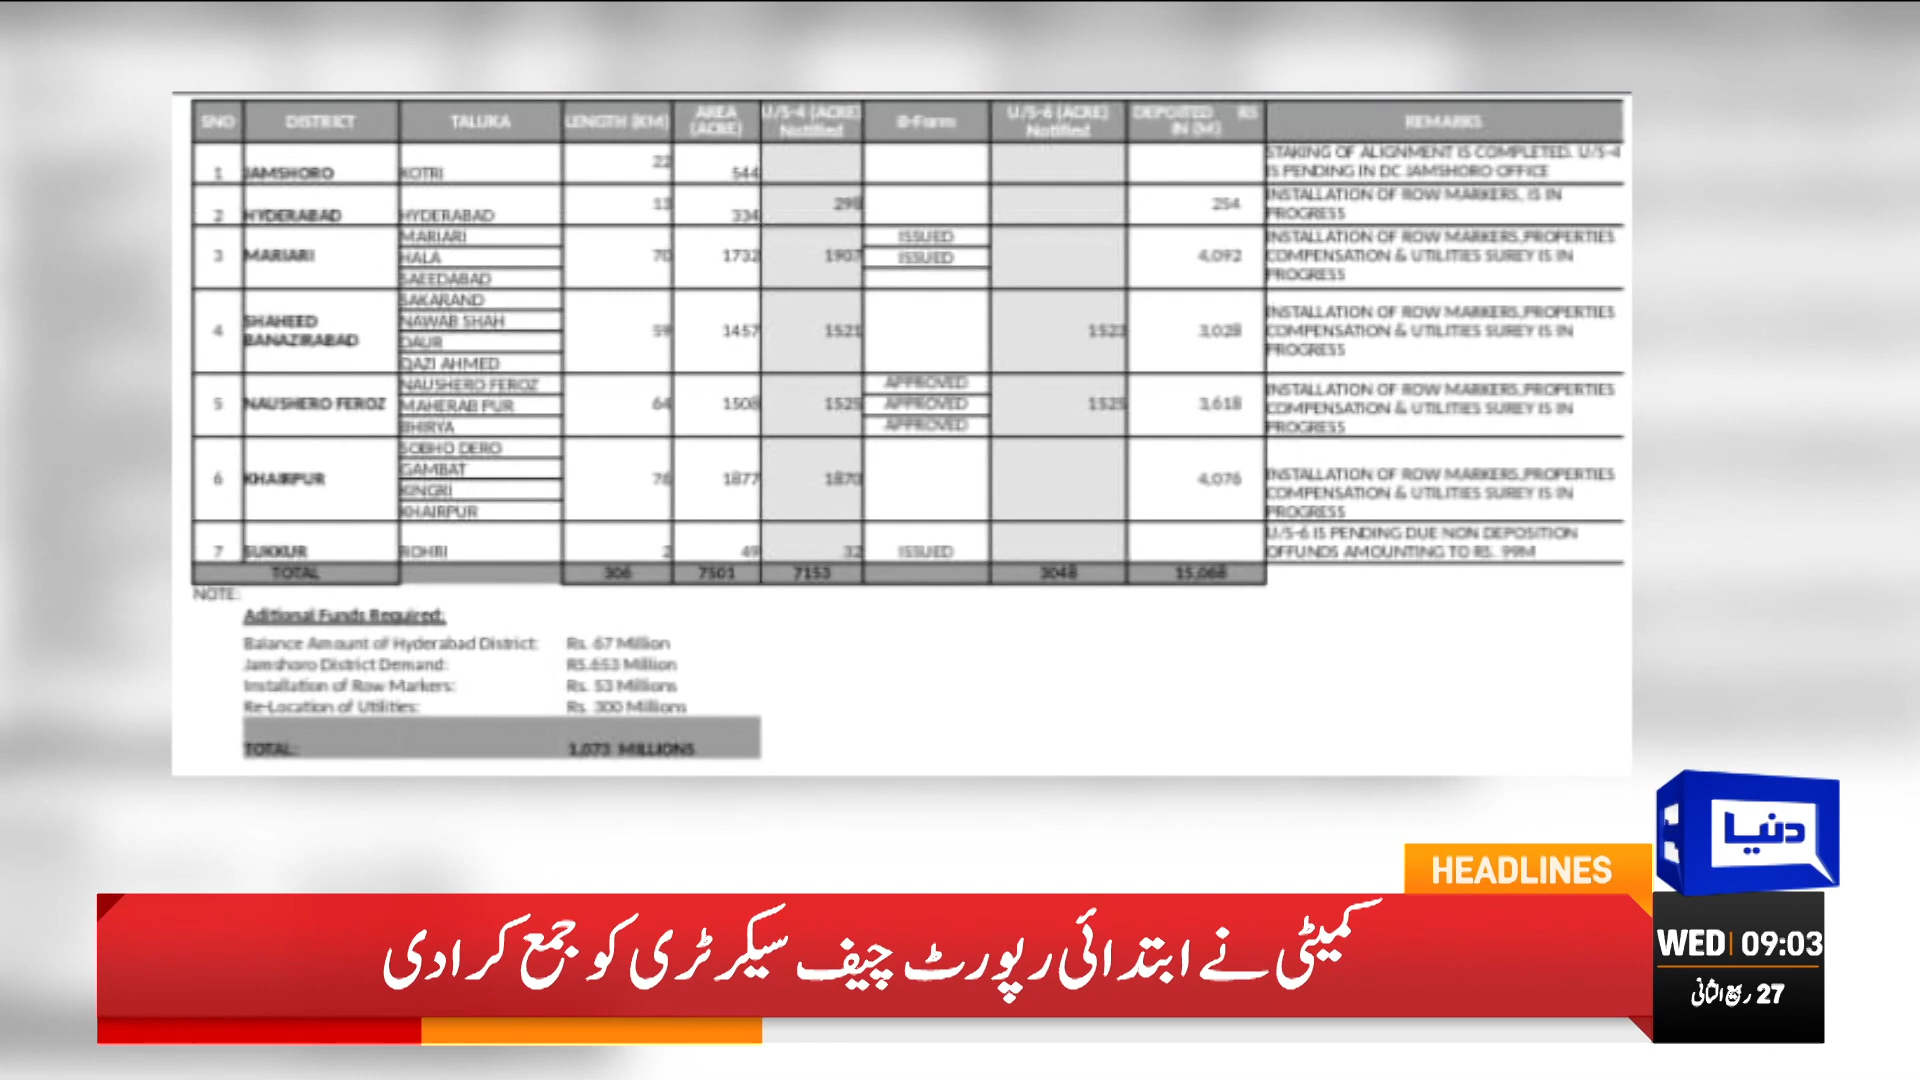 SNO DISTRICT TALUKA LENGTH (KM) AREA (ACRE) U/S-4 (ACRE) Notified B-Form U/S-6 (ACRE) Notified DEPOSITED RS IN (M) REMARKS
1 JAMSHORO KOTRI 22 544 STAKING OF ALIGNMENT IS COMPLETED. U/S-4
IS PENDING IN DC JAMSHORO OFFICE
2 HYDERABAD HYDERABAD 13 334 298 254 INSTALLATION OF ROW MARKERS, IS IN
PROGRESS
3 MARIARI 70 1732 1907 4,092
MARIARI ISSUED INSTALLATION OF ROW MARKERS,PROPERTIES
HALA ISSUED COMPENSATION & UTILITIES SUREY IS IN
SAEEDABAD PROGRESS
4 SHAHEED BANAZIRABAD 59 1457 1521 1523 3,028
SAKARAND
NAWAB SHAH INSTALLATION OF ROW MARKERS,PROPERTIES
DAUR COMPENSATION & UTILITIES SUREY IS IN
QAZI AHMED PROGRESS
5 NAUSHERO FEROZ 64 1508 1525 1525 3,618
NAUSHERO FEROZ APPROVED INSTALLATION OF ROW MARKERS,PROPERTIES
MAHERAB PUR APPROVED COMPENSATION & UTILITIES SUREY IS IN
BHIRYA APPROVED PROGRESS
6 KHAIRPUR 76 1877 1870 4,076
SOBHO DERO
GAMBAT INSTALLATION OF ROW MARKERS,PROPERTIES
KINGRI COMPENSATION & UTILITIES SUREY IS IN
KHAIRPUR PROGRESS
7 SUKKUR ROHRI 2 49 32 ISSUED U/S-6 IS PENDING DUE NON DEPOSITION
OFFUNDS AMOUNTING TO RS. 99M
TOTAL 306 7501 7153 3048 15,068
NOTE:
Aditional Funds Required:
Balance Amount of Hyderabad District: Rs. 67 Million
Jamshoro District Demand: RS.653 Million
Installation of Row Markers: Rs. 53 Millions
Re-Location of Utilities: Rs. 300 Millions
TOTAL: 1,073 MILLIONS
دنیا
HEADLINES
کمیٹی نے ابتدائی رپورٹ چیف سیکرٹری کو جمع کرادی
WED 09:03
27 ربیع الثانی